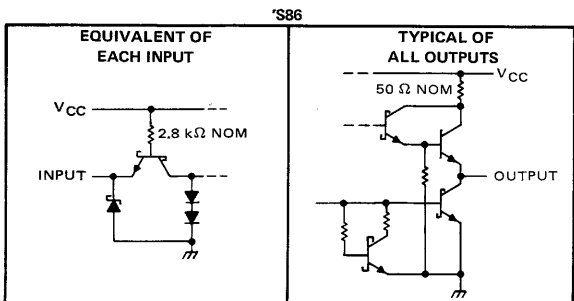 'S86
EQUIVALENT OF
EACH INPUT
VCC
2.8 kΩ NOM
INPUT
TYPICAL OF
ALL OUTPUTS
VCC
50 Ω NOM
OUTPUT